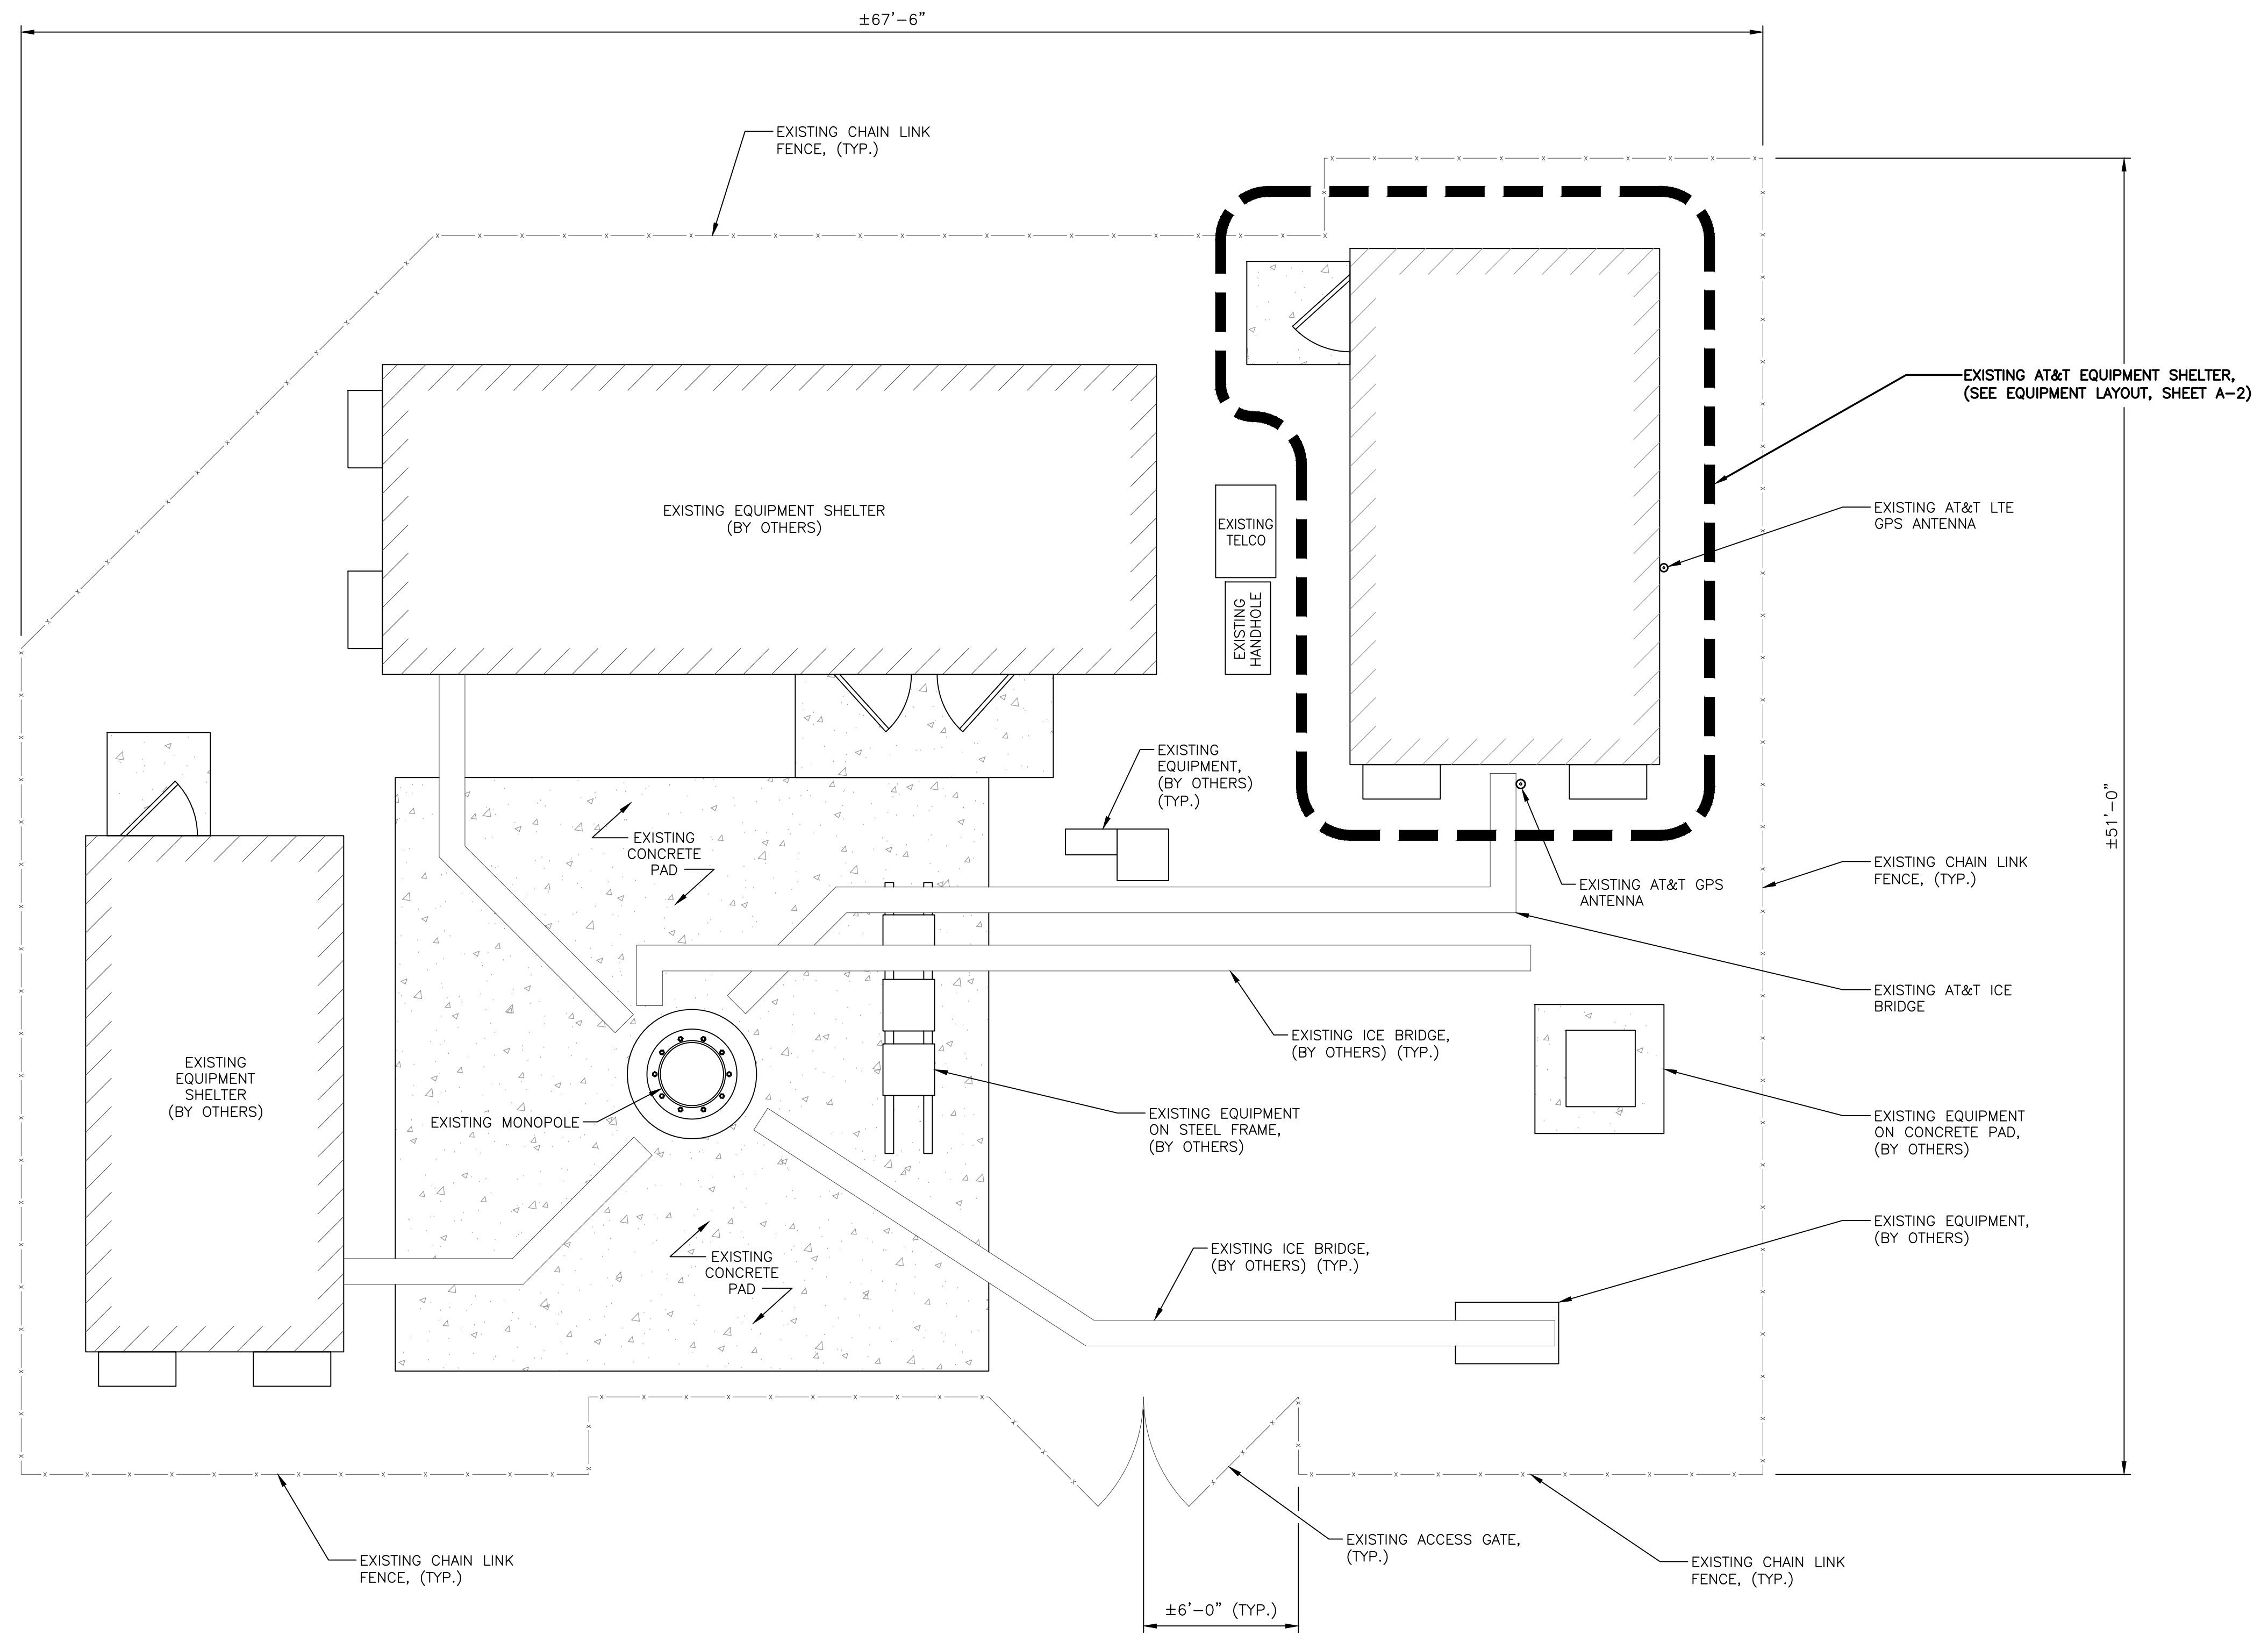 ±67'-6"
EXISTING CHAIN LINK
FENCE, (TYP.)
EXISTING AT&T EQUIPMENT SHELTER,
(SEE EQUIPMENT LAYOUT, SHEET A-2)
EXISTING EQUIPMENT SHELTER
(BY OTHERS)
EXISTING
TELCO
EXISTING
HANDHOLE
EXISTING AT&T LTE
GPS ANTENNA
EXISTING
EQUIPMENT,
(BY OTHERS)
(TYP.)
±51'-0"
EXISTING
CONCRETE
PAD
EXISTING AT&T GPS
ANTENNA
EXISTING CHAIN LINK
FENCE, (TYP.)
EXISTING AT&T ICE
BRIDGE
EXISTING ICE BRIDGE,
(BY OTHERS) (TYP.)
EXISTING
EQUIPMENT
SHELTER
(BY OTHERS)
EXISTING MONOPOLE
EXISTING EQUIPMENT
ON STEEL FRAME,
(BY OTHERS)
EXISTING EQUIPMENT
ON CONCRETE PAD,
(BY OTHERS)
EXISTING EQUIPMENT,
(BY OTHERS)
EXISTING
CONCRETE
PAD
EXISTING ICE BRIDGE,
(BY OTHERS) (TYP.)
EXISTING CHAIN LINK
FENCE, (TYP.)
EXISTING ACCESS GATE,
(TYP.)
EXISTING CHAIN LINK
FENCE, (TYP.)
±6'-0" (TYP.)